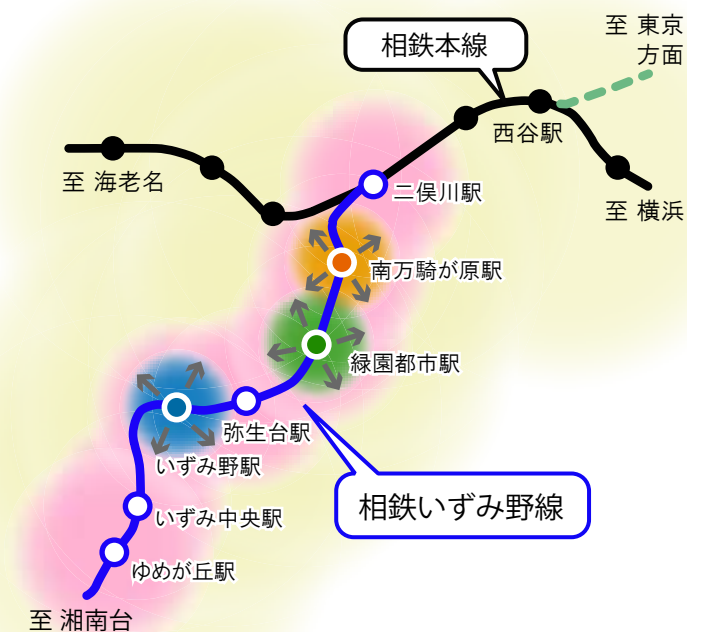 至 東京
方面
相鉄本線
西谷駅
至 海老名
二俣川駅
至 横浜
南万騎が原駅
緑園都市駅
弥生台駅
いずみ野駅
相鉄いずみ野線
いずみ中央駅
ゆめが丘駅
至 湘南台